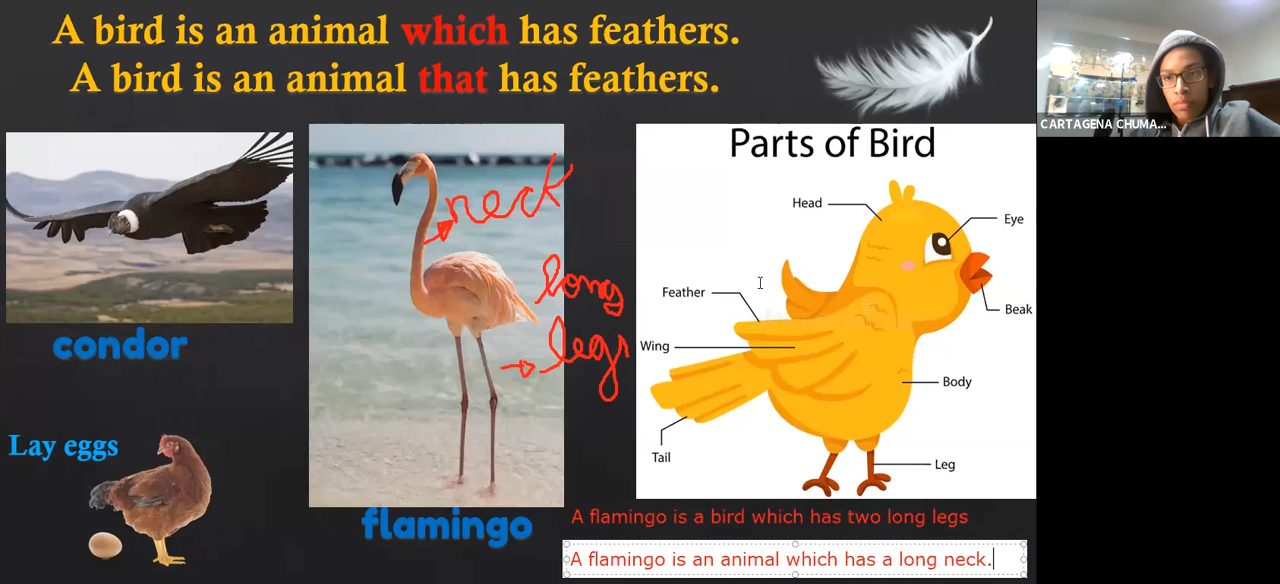 A bird is an animal which has feathers.
A bird is an animal that has feathers.
CARTAGENA CHUMA...
Parts of Bird
Head
Eye
Feather
Beak
Wing
Body
Tail
Leg
neck
long
legs
condor
Lay eggs
flamingo
A flamingo is a bird which has two long legs
A flamingo is an animal which has a long neck.